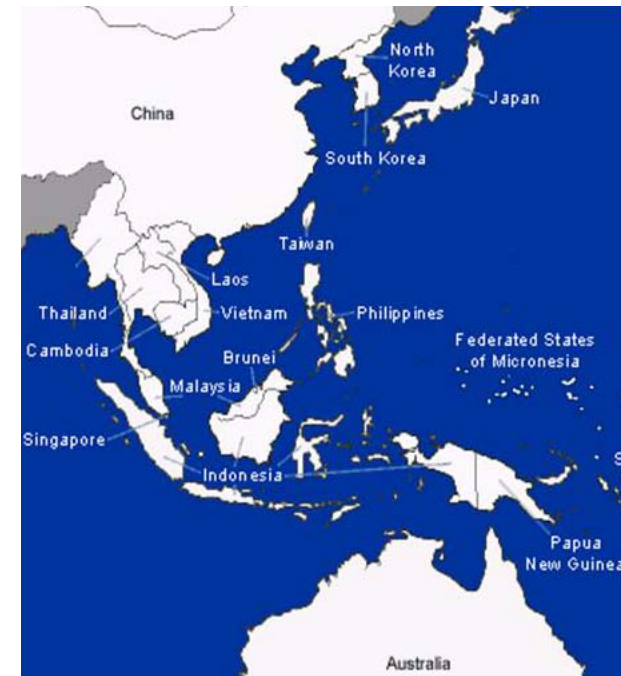 North
Korea
Japan
China
South Korea
Taiwan
Laos
Thailand
Vietnam
Philippines
Cambodia
Federated States
of Micronesia
Brunei
Malaysia
Singapore
Indonesia
S
Papua
New Guinea
Australia